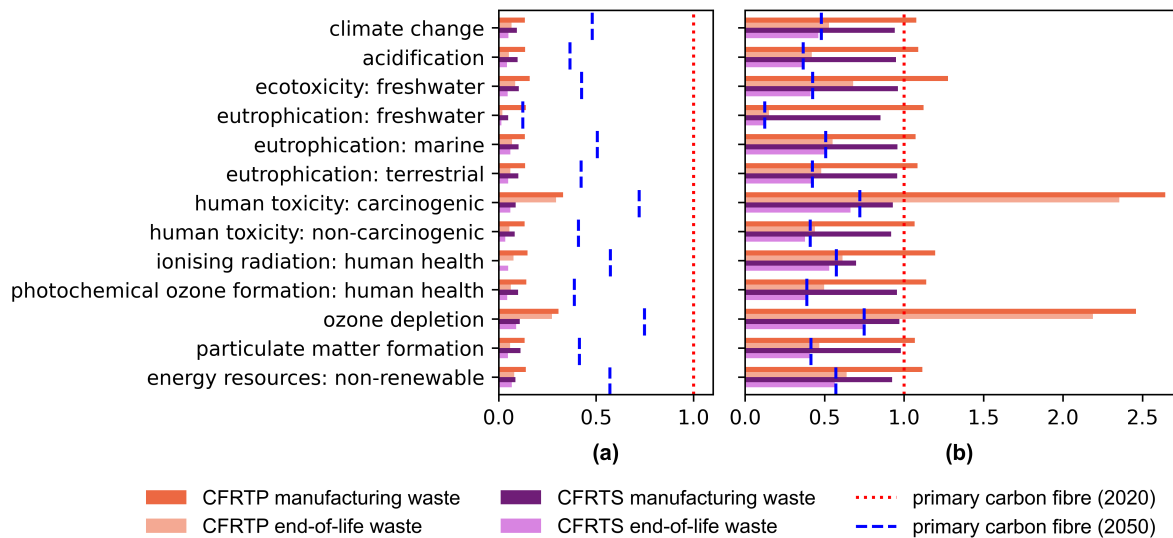 climate change
acidification
ecotoxicity: freshwater
eutrophication: freshwater
eutrophication: marine
eutrophication: terrestrial
human toxicity: carcinogenic
human toxicity: non-carcinogenic
ionising radiation: human health
photochemical ozone formation: human health
ozone depletion
particulate matter formation
energy resources: non-renewable
0.0 0.5 1.0
0.0 0.5 1.0 1.5 2.0 2.5
(a) (b)
CFRTP manufacturing waste CFRTS manufacturing waste primary carbon fibre (2020)
CFRTP end-of-life waste CFRTS end-of-life waste primary carbon fibre (2050)